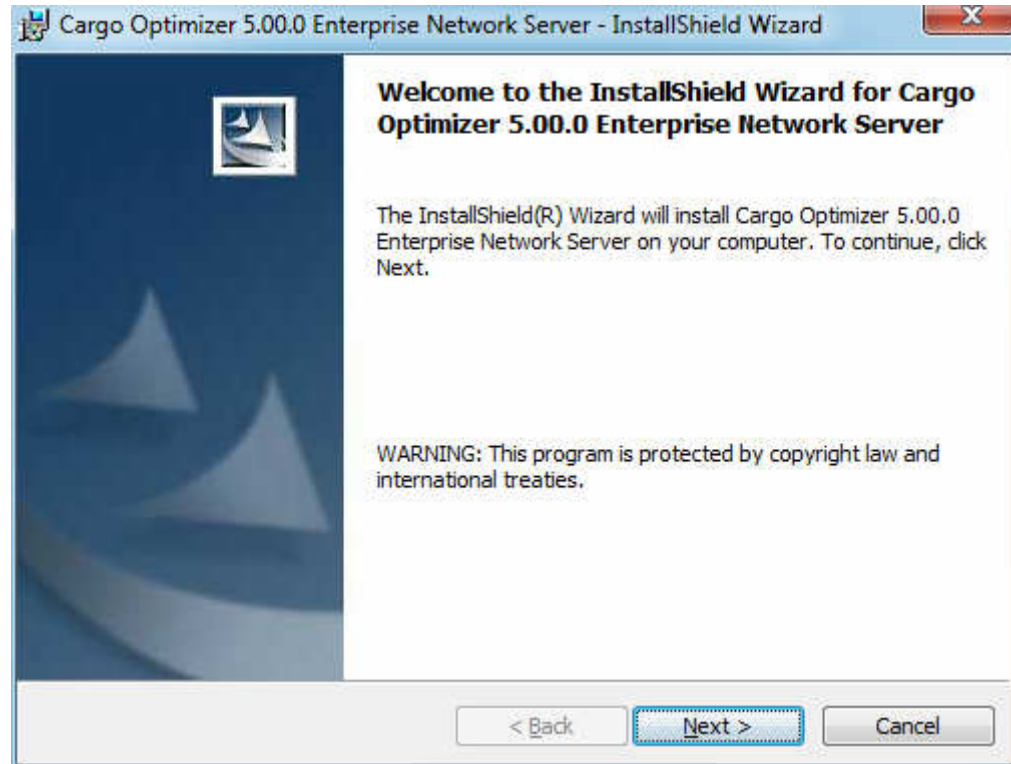 Cargo Optimizer 5.00.0 Enterprise Network Server - InstallShield Wizard
Welcome to the InstallShield Wizard for Cargo
Optimizer 5.00.0 Enterprise Network Server
The InstallShield(R) Wizard will install Cargo Optimizer 5.00.0
Enterprise Network Server on your computer. To continue, click
Next.
WARNING: This program is protected by copyright law and
international treaties.
< Back Next > Cancel